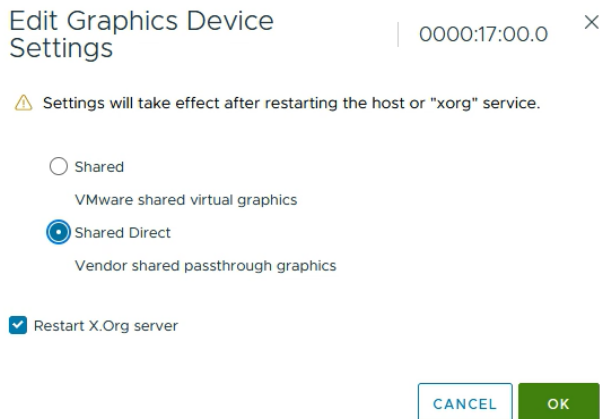 Edit Graphics Device
Settings
0000:17:00.0
Settings will take effect after restarting the host or "xorg" service.
Shared
VMware shared virtual graphics
Shared Direct
Vendor shared passthrough graphics
Restart X.Org server
CANCEL
OK